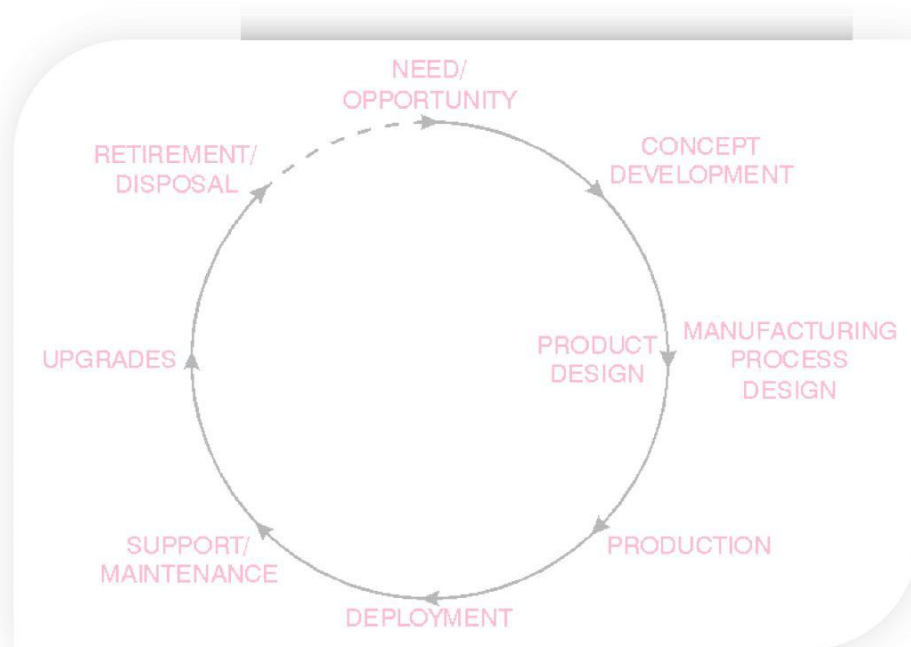 NEED/
OPPORTUNITY
CONCEPT
DEVELOPMENT
PRODUCT
DESIGN
MANUFACTURING
PROCESS
DESIGN
PRODUCTION
DEPLOYMENT
SUPPORT/
MAINTENANCE
UPGRADES
RETIREMENT/
DISPOSAL